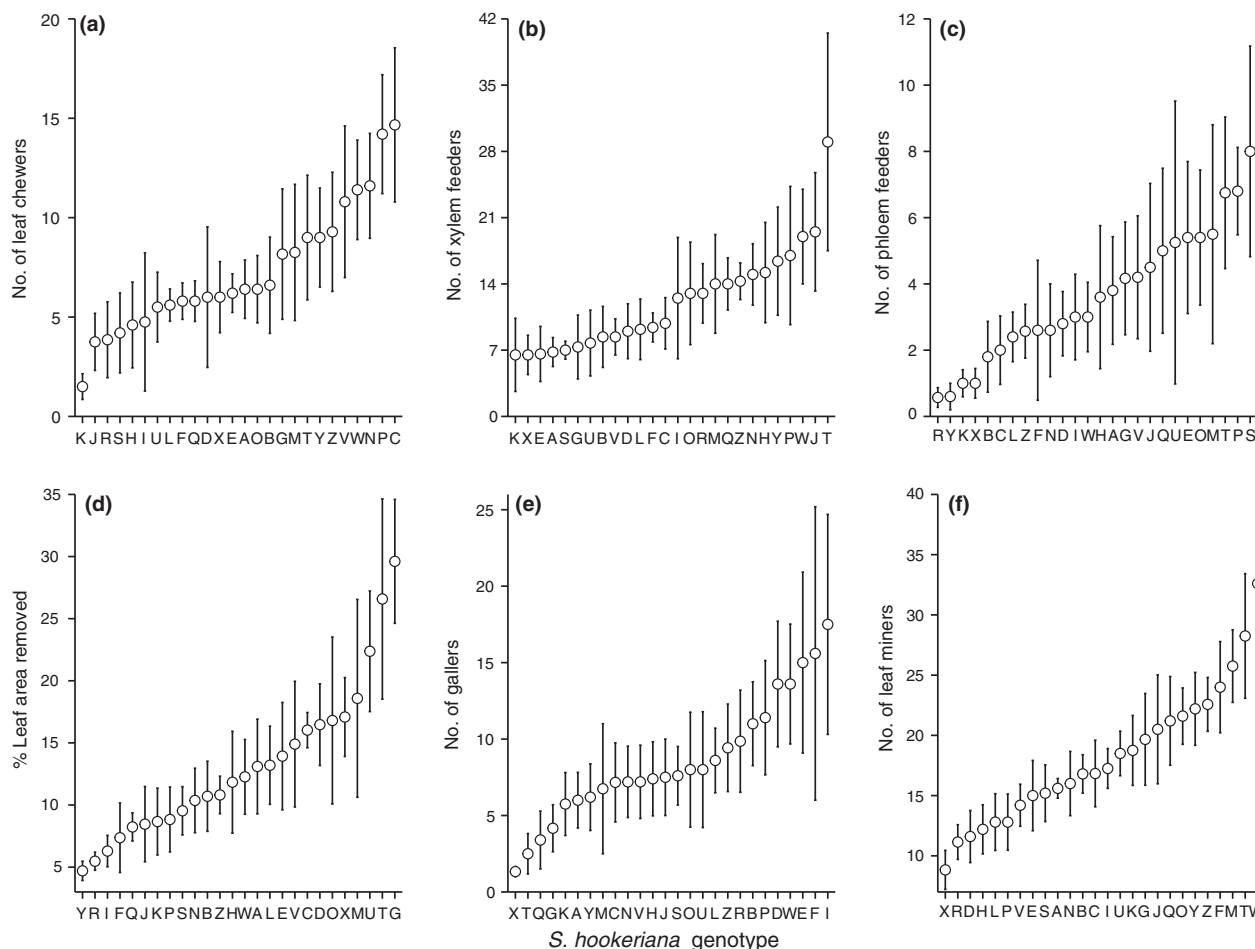 (a)
No. of leaf chewers
20
15
10
5
0
KJRSHIULFQDXEAOBGMTYZVWNPC
(b)
No. of xylem feeders
42
35
28
21
14
7
0
KXEASGUBVDLFCIORMQZNHYPWJT
(c)
No. of phloem feeders
12
10
8
6
4
2
0
RYKXBCLZFNDIWHAGVJQUEOMTPS
(d)
% Leaf area removed
35
30
25
20
15
10
5
YRIFQJKPSNBZHWALEVCDOXMUTG
(e)
No. of gallers
25
20
15
10
5
0
XTQGKAYMCNVHJSOULZRBPDWEFI
(f)
No. of leaf miners
40
35
30
25
20
15
10
XRDHLPVESANBCIUKGJQOYZFMTW
S. hookeriana genotype